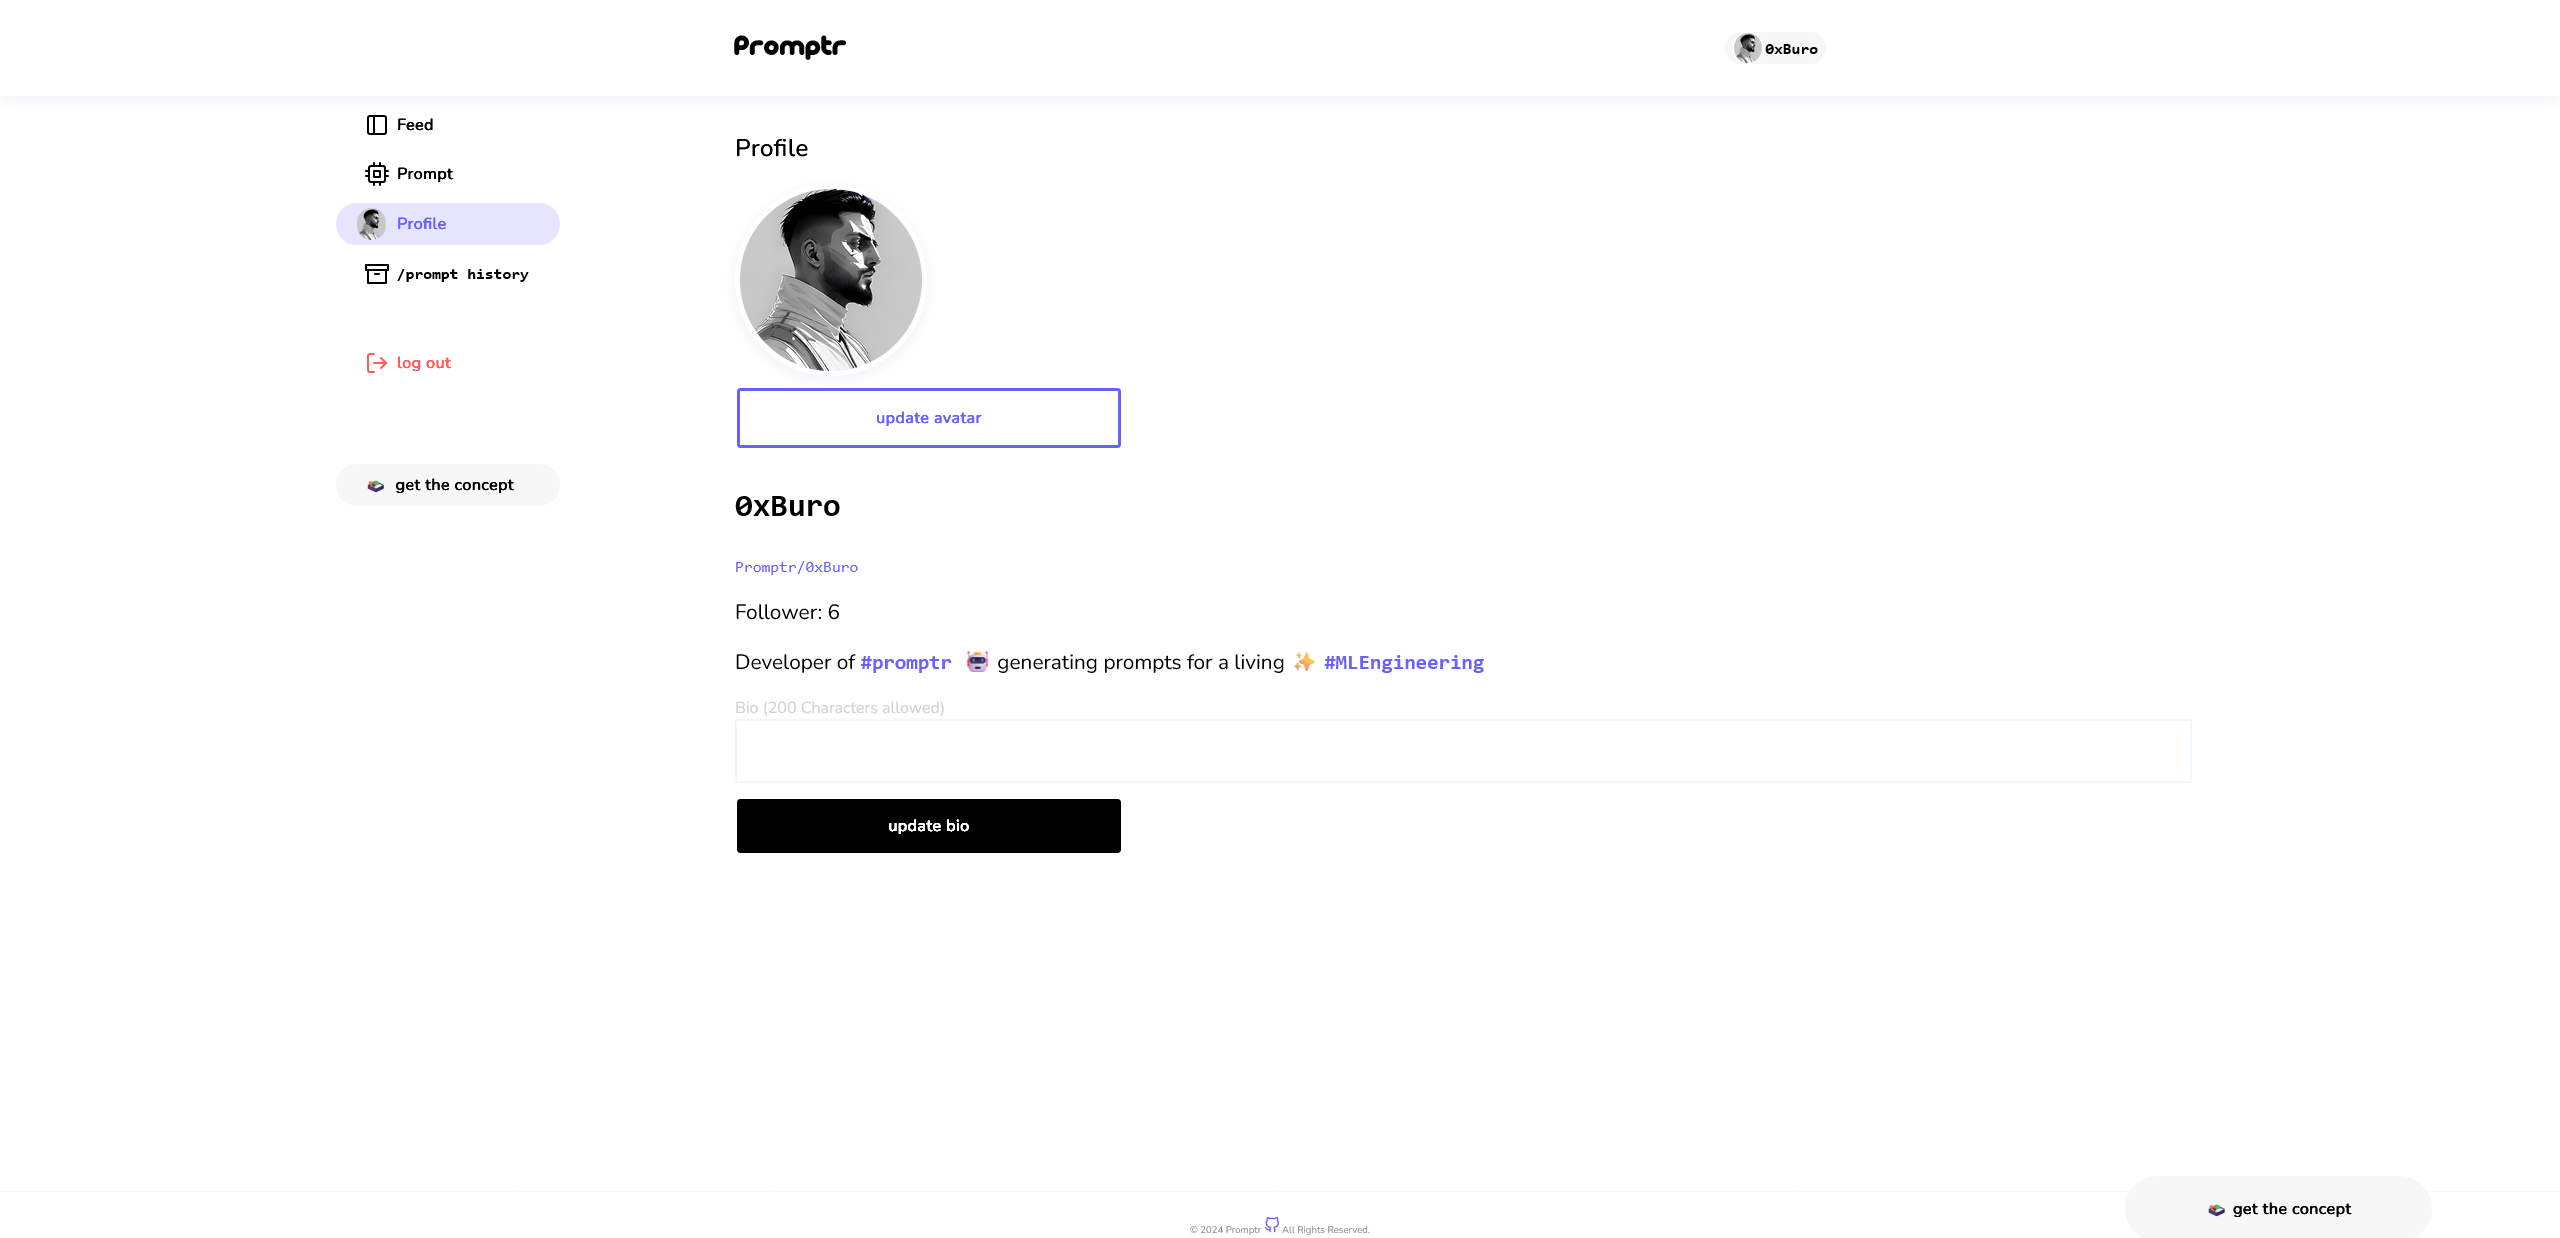 Promptr
0xBuro
Feed
Prompt
Profile
/prompt history
log out
get the concept
Profile
update avatar
0xBuro
Promptr/0xBuro
Follower: 6
Developer of #promptr 🤖 generating prompts for a living ✨ #MLEngineering
Bio (200 Characters allowed)
update bio
© 2024 Promptr All Rights Reserved.
get the concept